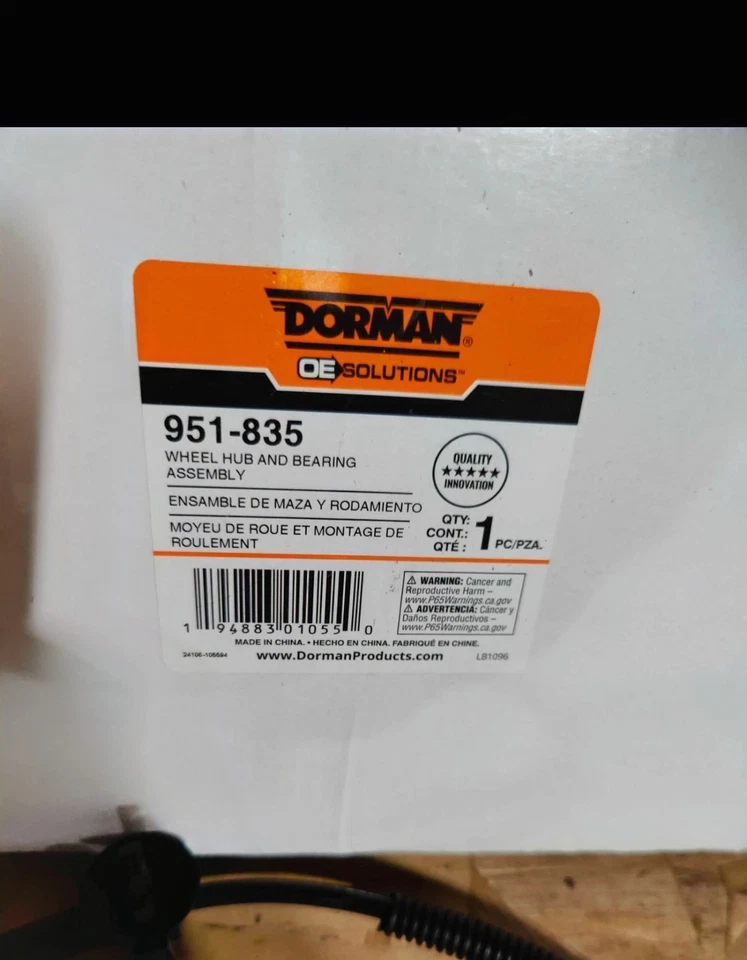 DORMAN®
OE SOLUTIONS™
951-835
WHEEL HUB AND BEARING
ASSEMBLY
ENSAMBLE DE MAZA Y RODAMIENTO
MOYEU DE ROUE ET MONTAGE DE
ROULEMENT
QUALITY
★★★★★
INNOVATION
QTY:
CONT.:
QTÉ :
1 PC/PZA.
⚠ WARNING: Cancer and
Reproductive Harm –
www.P65Warnings.ca.gov
⚠ ADVERTENCIA: Cáncer y
Daños Reproductivos –
www.P65Warnings.ca.gov
1 94883 01055 0
MADE IN CHINA. • HECHO EN CHINA. FABRIQUÉ EN CHINE.
24106-106594
www.DormanProducts.com
LB1096